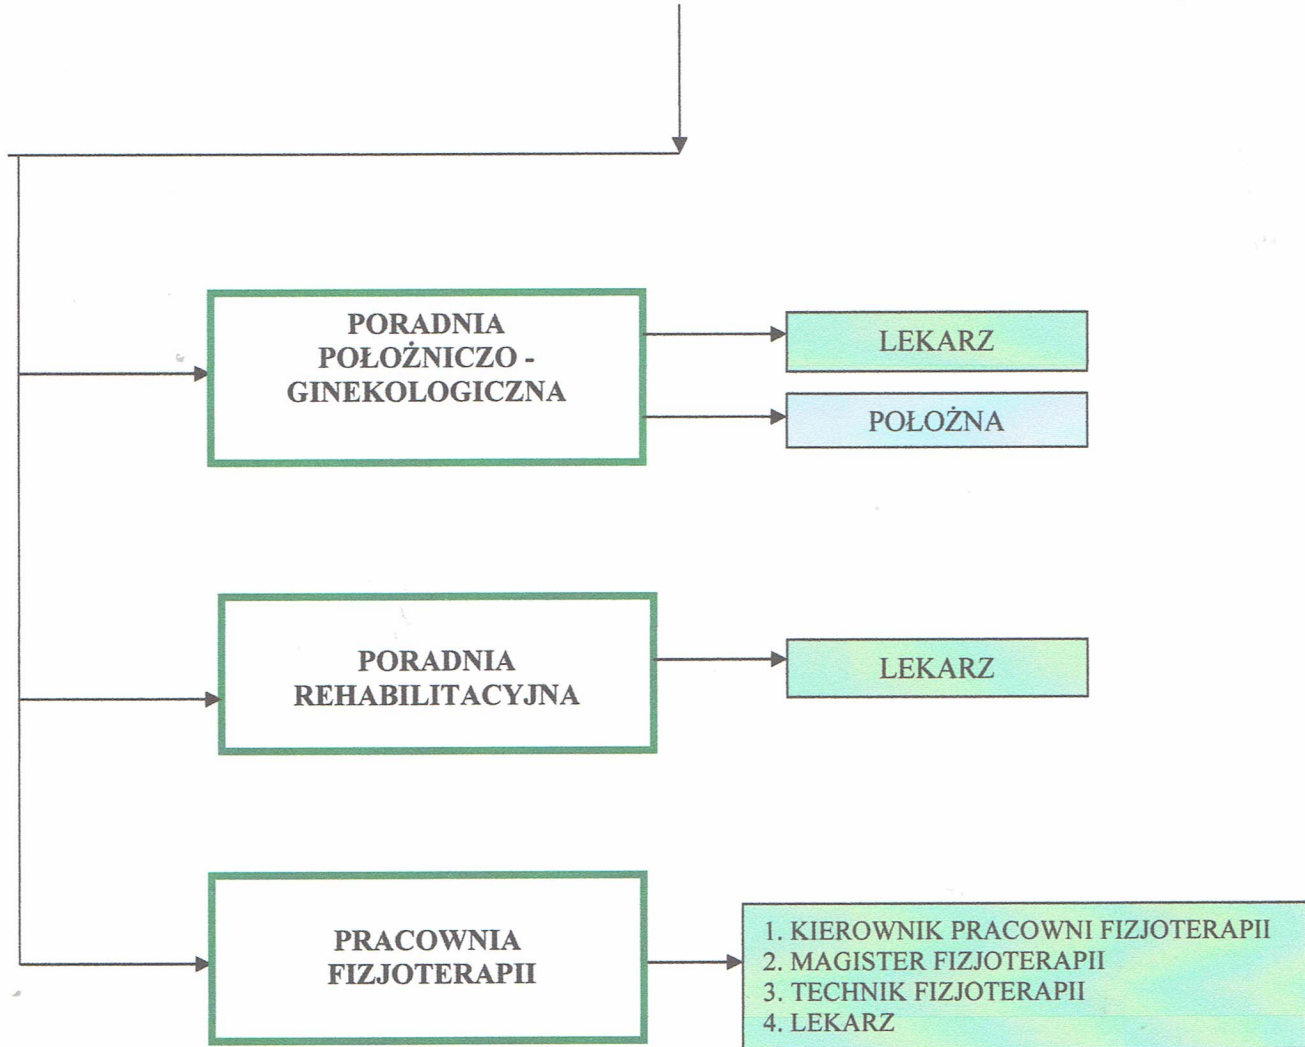 PORADNIA
POŁOŻNICZO -
GINEKOLOGICZNA
LEKARZ
POŁOŻNA
PORADNIA
REHABILITACYJNA
LEKARZ
PRACOWNIA
FIZJOTERAPII
1. KIEROWNIK PRACOWNI FIZJOTERAPII
2. MAGISTER FIZJOTERAPII
3. TECHNIK FIZJOTERAPII
4. LEKARZ